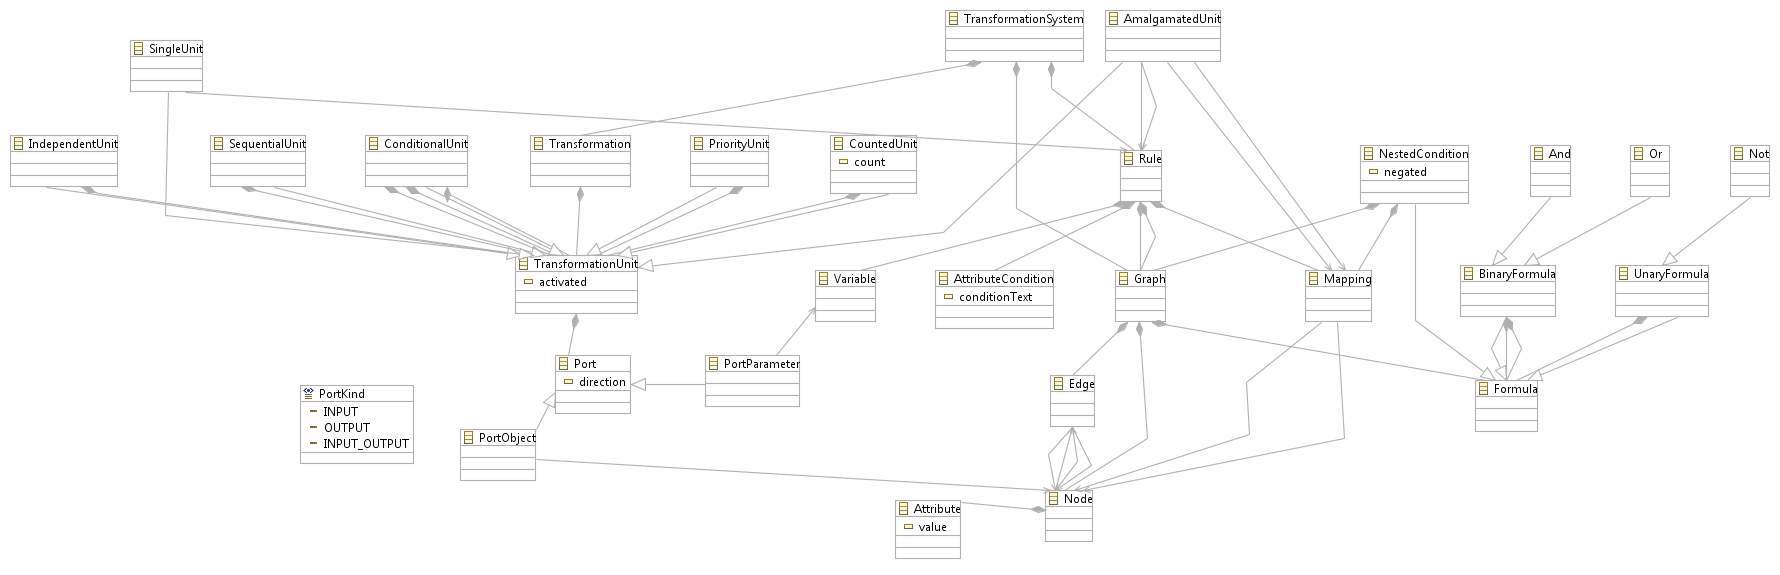 TransformationSystem
AmalgamatedUnit
SingleUnit
IndependentUnit
SequentialUnit
ConditionalUnit
Transformation
PriorityUnit
CountedUnit
count
Rule
NestedCondition
negated
And
Or
Not
TransformationUnit
activated
Variable
AttributeCondition
conditionText
Graph
Mapping
BinaryFormula
UnaryFormula
Port
direction
PortParameter
PortKind
INPUT
OUTPUT
INPUT_OUTPUT
Edge
Formula
PortObject
Node
Attribute
value